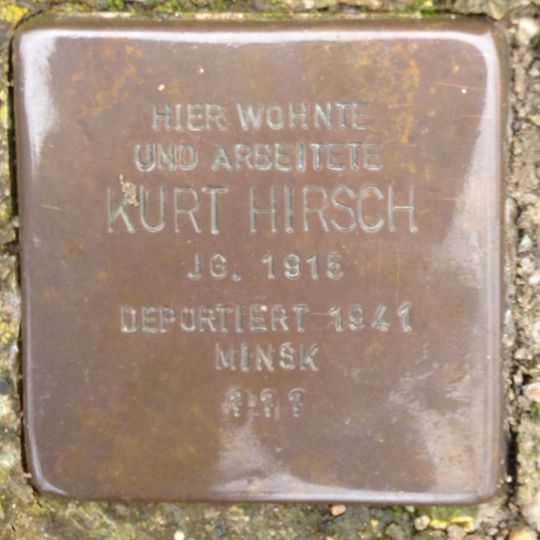 HIER WOHNTE
UND ARBEITETE
KURT HIRSCH
JG. 1915
DEPORTIERT 1941
MINSK
???